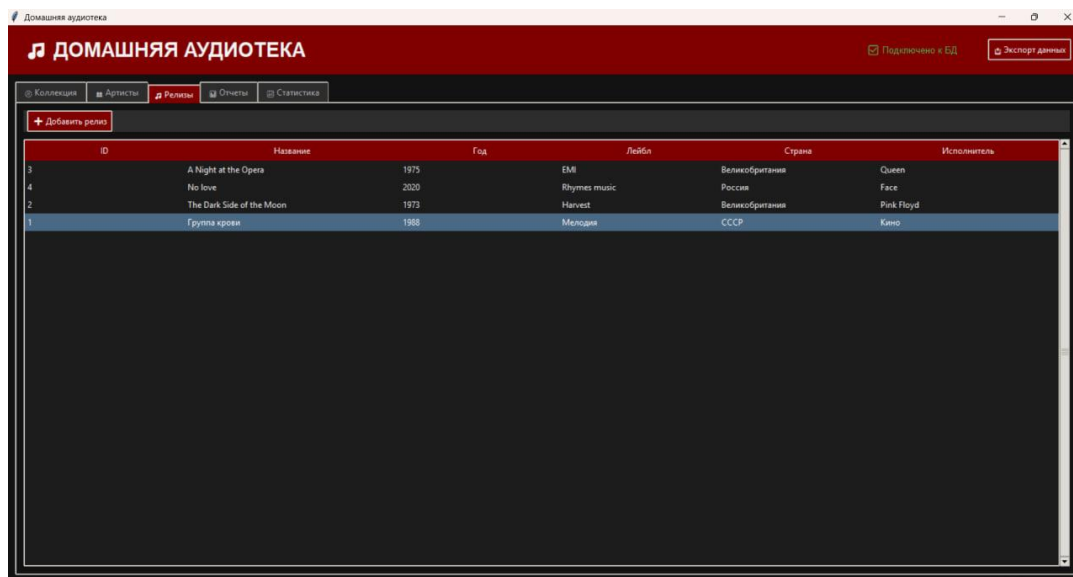 Домашняя аудиотека
ДОМАШНЯЯ АУДИОТЕКА
Подключено к БД
Экспорт данных
Коллекция Артисты Релизы Отчеты Статистика
+ Добавить релиз
ID Название Год Лейбл Страна Исполнитель
3 A Night at the Opera 1975 EMI Великобритания Queen
4 No love 2020 Rhymes music Россия Face
2 The Dark Side of the Moon 1973 Harvest Великобритания Pink Floyd
1 Группа крови 1988 Мелодия СССР Кино